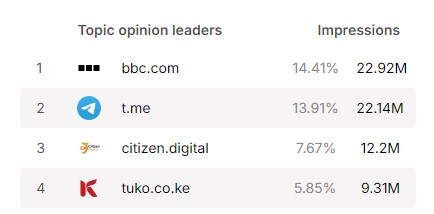 Topic opinion leaders Impressions
1 bbc.com 14.41% 22.92M
2 t.me 13.91% 22.14M
3 citizen.digital 7.67% 12.2M
4 tuko.co.ke 5.85% 9.31M